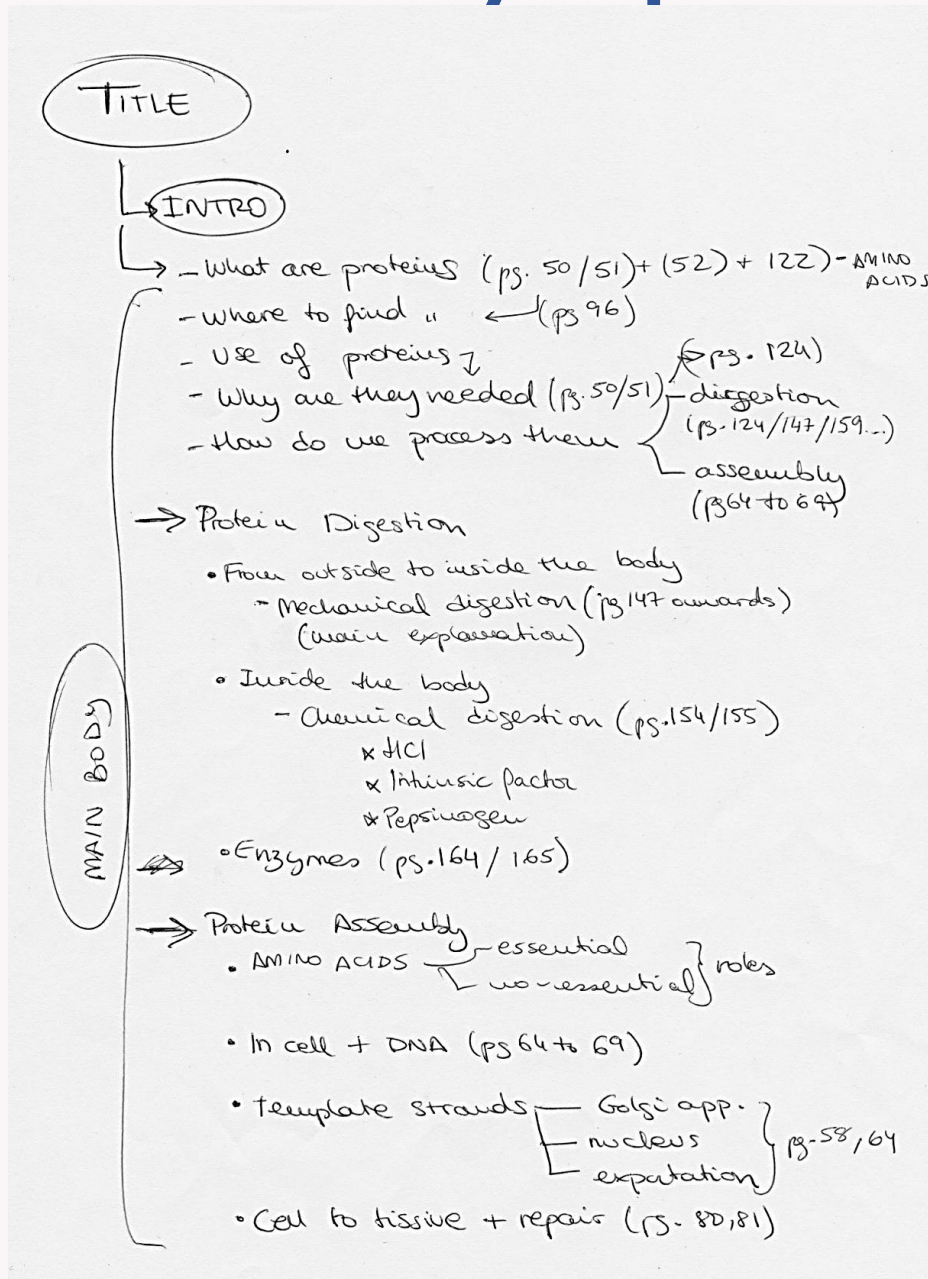 TITLE
INTRO
- What are proteins (pg. 50/51)+(52)+ 122)- AMINO
ACIDS
- where to find " (pg 96)
- Use of proteins
(pg. 124)
- Why are they needed (pg. 50/51)
- digestion
(pg. 124/147/159...)
- How do we process them
assembly
(pg 64 to 69)
→ Protein Digestion
• From outside to inside the body
- Mechanical digestion (pg 147 onwards)
(main explanation)
• Inside the body
- Chemical digestion (pg. 154/155)
* HCl
* Intrinsic factor
* Pepsinogen
• Enzymes (pg. 164/165)
MAIN BODY
→ Protein Assembly
• AMINO ACIDS
essential
no-essential
} roles
• In cell + DNA (pg 64 to 69)
• template strands
Golgi app.
nucleus
} pg. 58, 64
• Cell to tissive + repair (pg. 80,81)